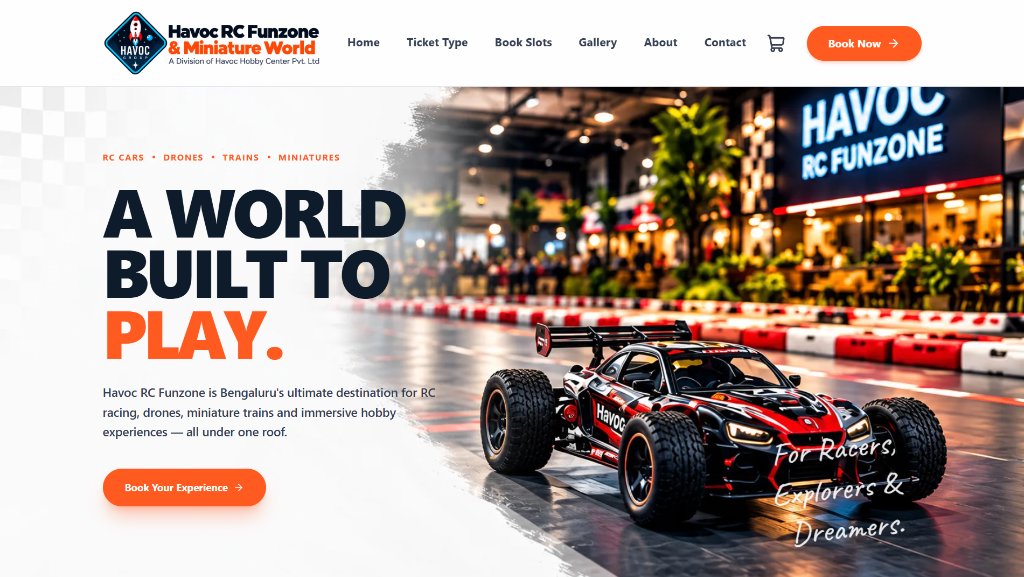 HAVOC
GROUP
Havoc RC Funzone
& Miniature World
A Division of Havoc Hobby Center Pvt. Ltd
Home
Ticket Type
Book Slots
Gallery
About
Contact
Book Now →
RC CARS • DRONES • TRAINS • MINIATURES
A WORLD
BUILT TO
PLAY.
Havoc RC Funzone is Bengaluru's ultimate destination for RC
racing, drones, miniature trains and immersive hobby
experiences — all under one roof.
Book Your Experience →
HAVOC
RC FUNZONE
Havoc
For Racers,
Explorers &
Dreamers.